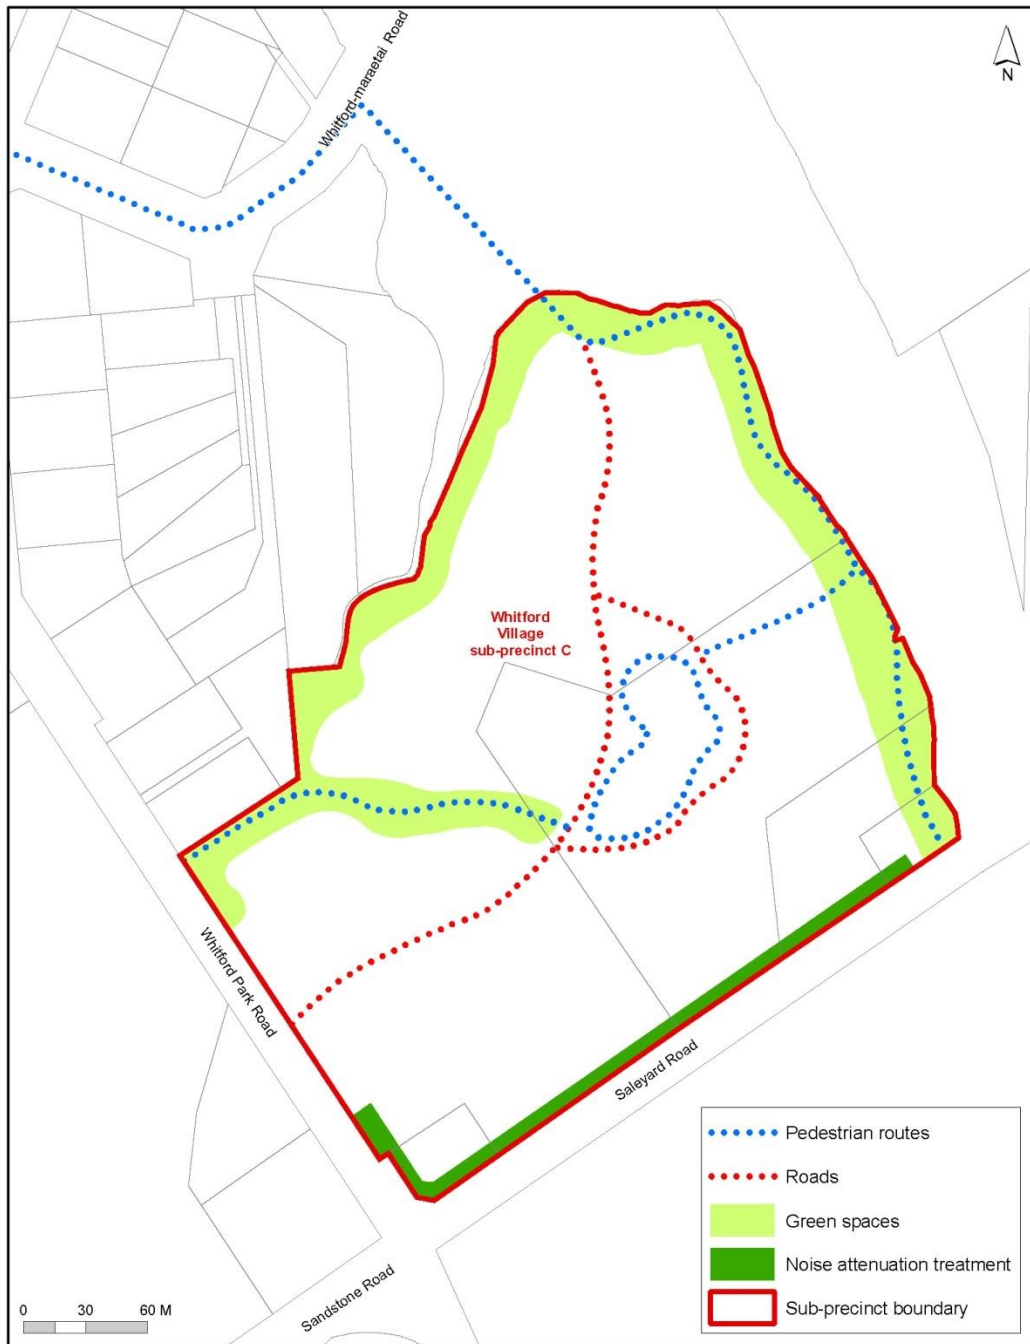 Whitford-maraetai Road
N
Whitford
Village
sub-precinct C
Whitford Park Road
Saleyard Road
Sandstone Road
Pedestrian routes
Roads
Green spaces
Noise attenuation treatment
Sub-precinct boundary
0 30 60 M